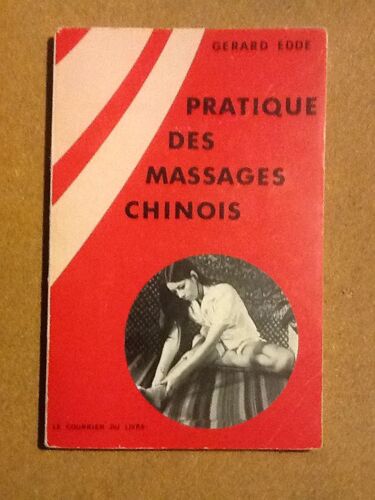 GERARD EDDE
PRATIQUE
DES
MASSAGES
CHINOIS
LE COURRIER DU LIVRE